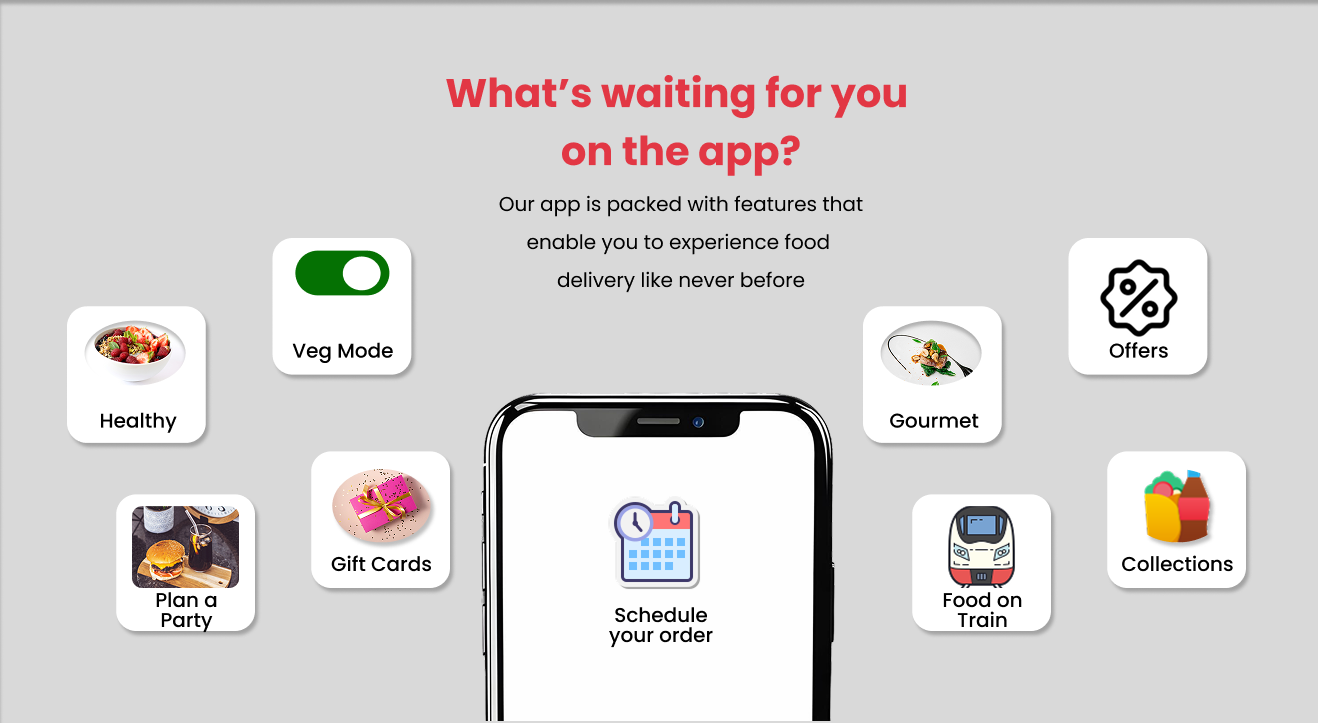 What’s waiting for you
on the app?
Our app is packed with features that
enable you to experience food
delivery like never before
Veg Mode
Offers
Healthy
Gourmet
Gift Cards
Collections
Plan a
Party
Food on
Train
Schedule
your order